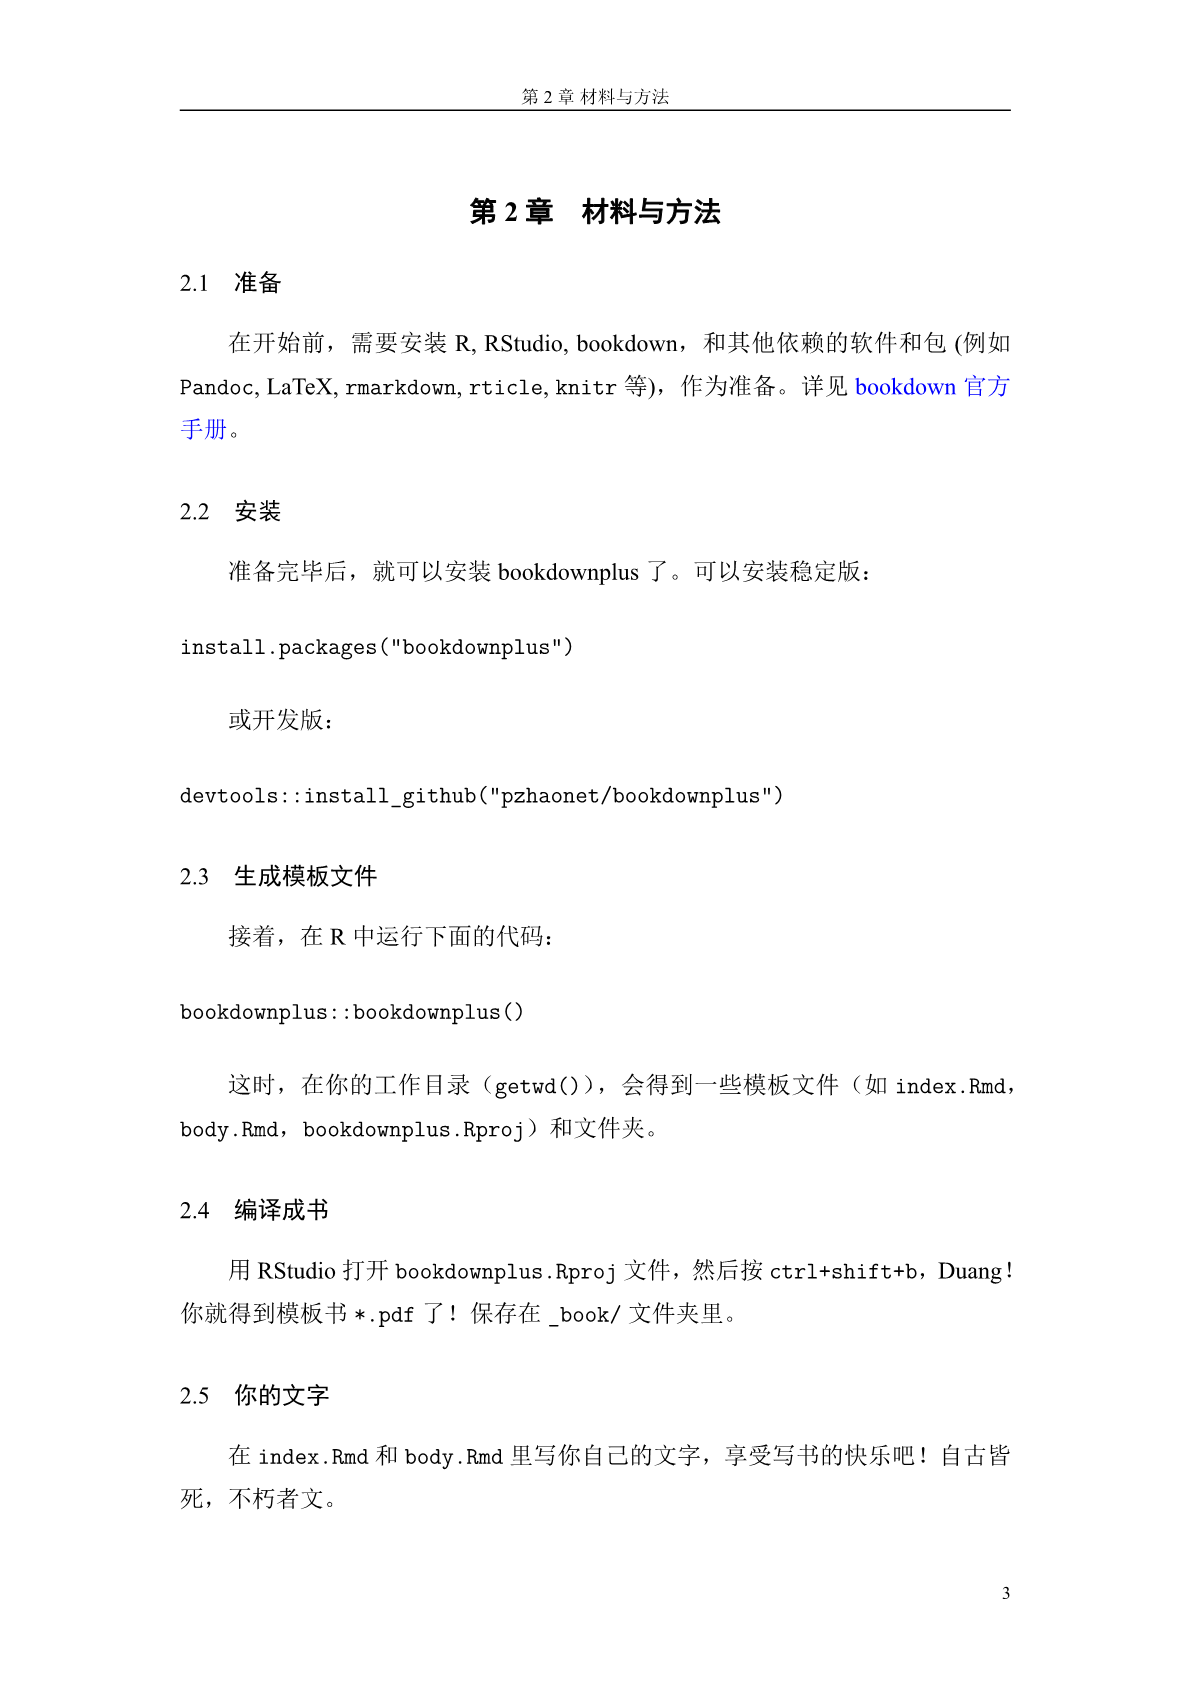 第 2 章 材料与方法
第 2 章　材料与方法
2.1　准备
在开始前，需要安装 R, RStudio, bookdown，和其他依赖的软件和包 (例如
Pandoc, LaTeX, rmarkdown, rticle, knitr 等)，作为准备。详见 bookdown 官方
手册。
2.2　安装
准备完毕后，就可以安装 bookdownplus 了。可以安装稳定版：
install.packages("bookdownplus")
或开发版：
devtools::install_github("pzhaonet/bookdownplus")
2.3　生成模板文件
接着，在 R 中运行下面的代码：
bookdownplus::bookdownplus()
这时，在你的工作目录（getwd()），会得到一些模板文件（如 index.Rmd，
body.Rmd，bookdownplus.Rproj）和文件夹。
2.4　编译成书
用 RStudio 打开 bookdownplus.Rproj 文件，然后按 ctrl+shift+b，Duang！
你就得到模板书 *.pdf 了！保存在 _book/ 文件夹里。
2.5　你的文字
在 index.Rmd 和 body.Rmd 里写你自己的文字，享受写书的快乐吧！自古皆
死，不朽者文。
3